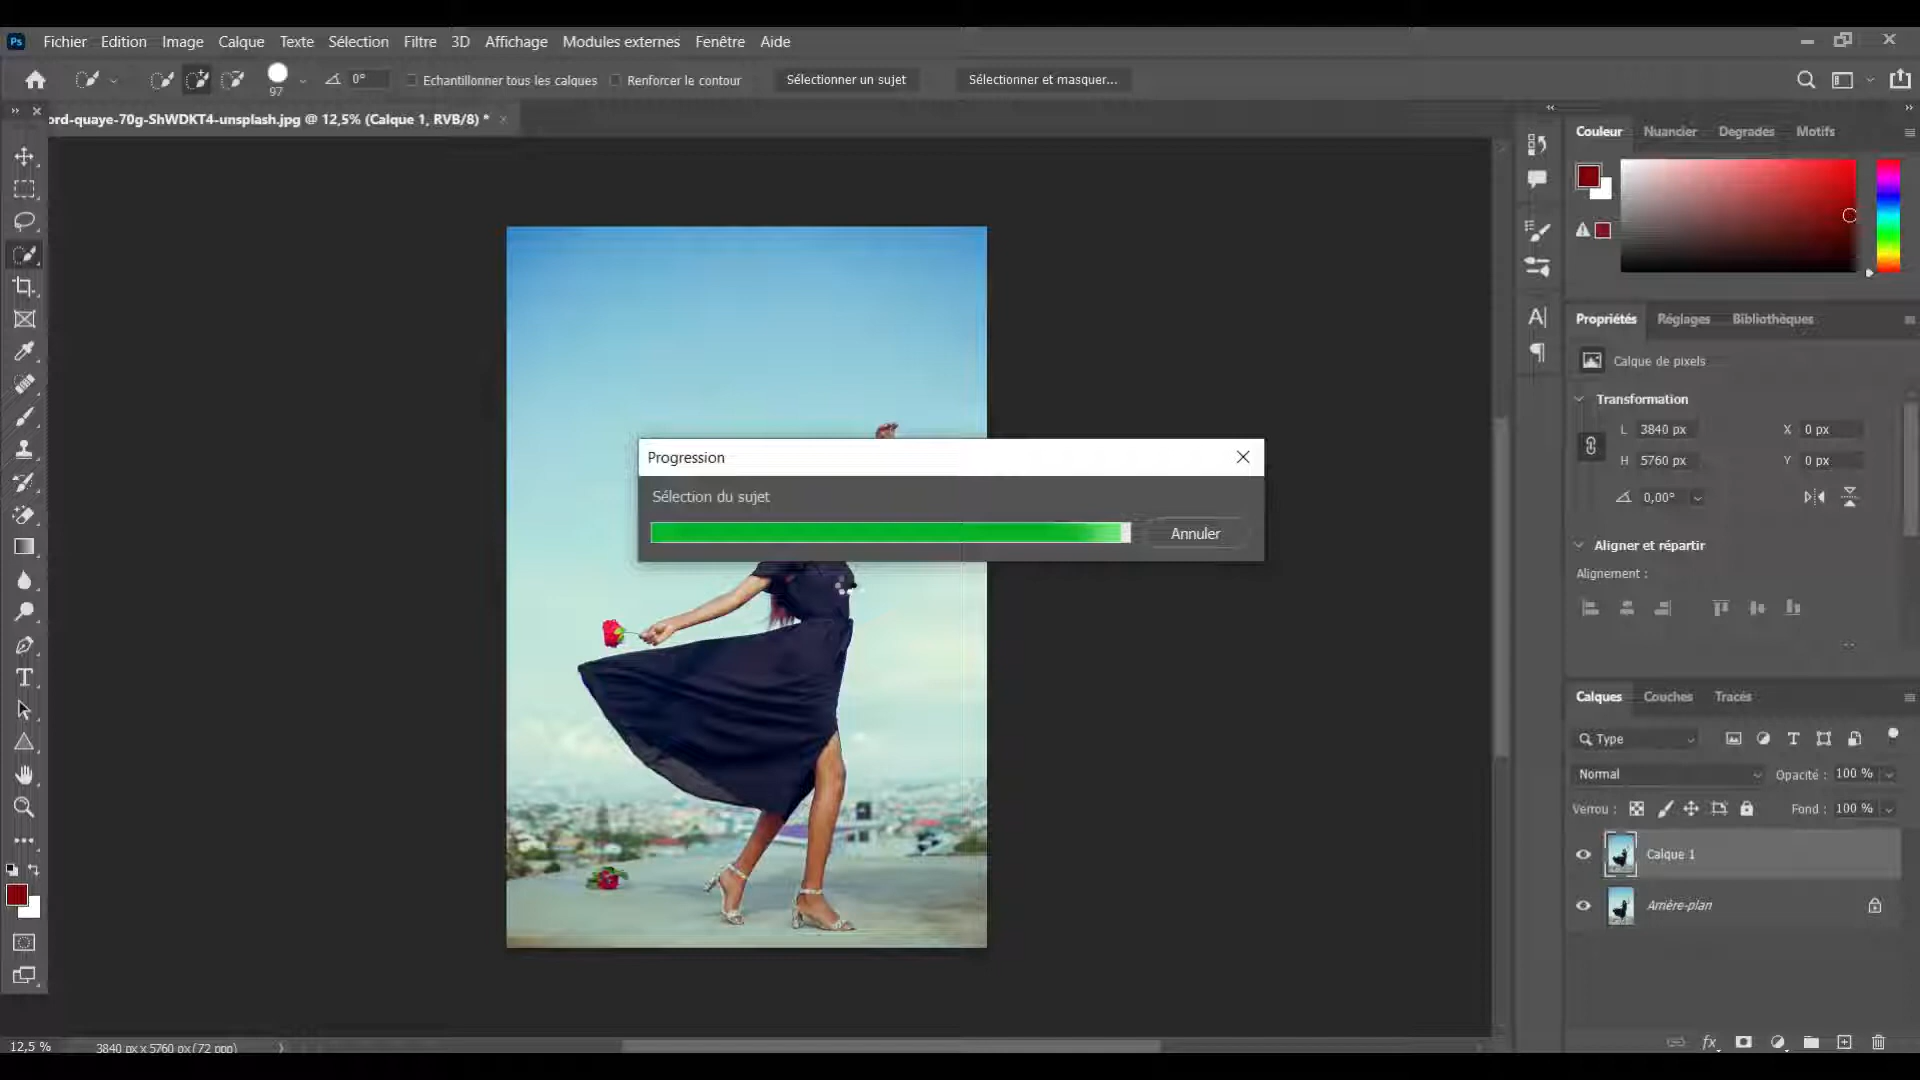 Ps Fichier Edition Image Calque Texte Sélection Filtre 3D Affichage Modules externes Fenêtre Aide
97
0°
Echantillonner tous les calques
Renforcer le contour
Sélectionner un sujet
Sélectionner et masquer...
ord-quaye-70g-ShWDKT4-unsplash.jpg @ 12,5% (Calque 1, RVB/8) *
Couleur Nuancier Degrades Motifs
Progression
Sélection du sujet
Annuler
Propriétés Réglages Bibliothèques
Calque de pixels
Transformation
L 3840 px X 0 px
H 5760 px Y 0 px
0,00°
Aligner et répartir
Alignement :
Calques Couches Tracés
Type
Normal Opacité : 100 %
Verrou : Fond : 100 %
Calque 1
Arrière-plan
fx
12,5 % 3840 px x 5760 px (72 ppp)